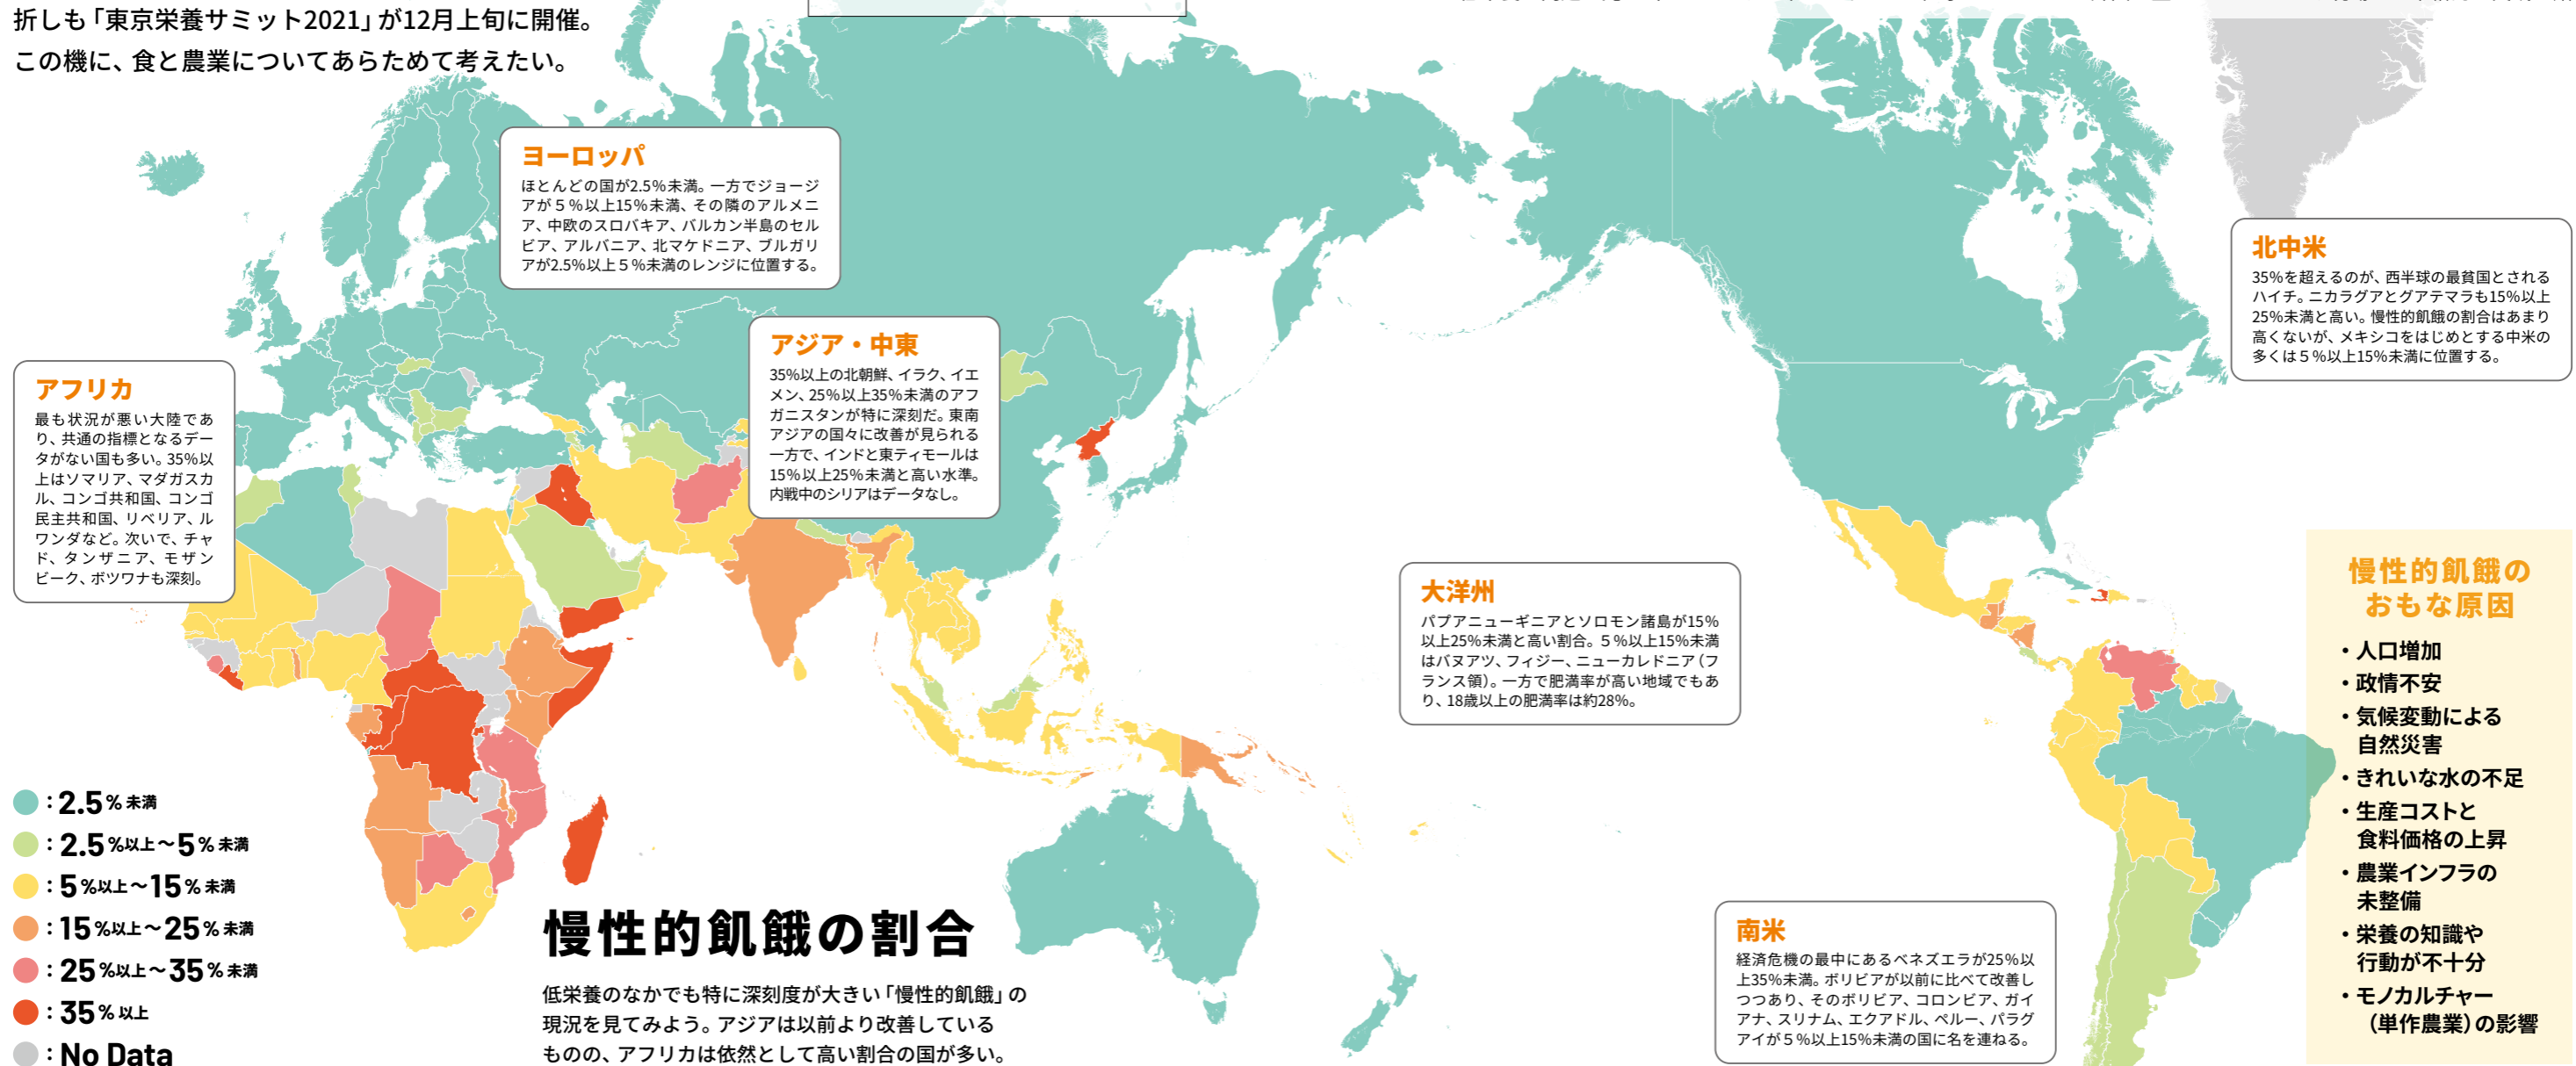 折しも「東京栄養サミット2021」が12月上旬に開催。
この機に、食と農業についてあらためて考えたい。
ヨーロッパ
ほとんどの国が2.5%未満。一方でジョージ
アが5%以上15%未満、その隣のアルメニ
ア、中欧のスロバキア、バルカン半島のセル
ビア、アルバニア、北マケドニア、ブルガリ
アが2.5%以上5%未満のレンジに位置する。
アジア・中東
35%以上の北朝鮮、イラク、イエ
メン、25%以上35%未満のアフ
ガニスタンが特に深刻だ。東南
アジアの国々に改善が見られる
一方で、インドと東ティモールは
15%以上25%未満と高い水準。
内戦中のシリアはデータなし。
アフリカ
最も状況が悪い大陸であ
り、共通の指標となるデー
タがない国も多い。35%以
上はソマリア、マダガスカ
ル、コンゴ共和国、コンゴ
民主共和国、リベリア、ル
ワンダなど。次いで、チャ
ド、タンザニア、モザン
ビーク、ボツワナも深刻。
北中米
35%を超えるのが、西半球の最貧国とされる
ハイチ。ニカラグアとグアテマラも15%以上
25%未満と高い。慢性的飢餓の割合はあまり
高くないが、メキシコをはじめとする中米の
多くは5%以上15%未満に位置する。
大洋州
パプアニューギニアとソロモン諸島が15%
以上25%未満と高い割合。5%以上15%未満
はバヌアツ、フィジー、ニューカレドニア(フ
ランス領)。一方で肥満率が高い地域でもあ
り、18歳以上の肥満率は約28%。
南米
経済危機の最中にあるベネズエラが25%以
上35%未満。ボリビアが以前に比べて改善し
つつあり、そのボリビア、コロンビア、ガイ
アナ、スリナム、エクアドル、ペルー、パラグ
アイが5%以上15%未満の国に名を連ねる。
慢性的飢餓の
おもな原因
・人口増加
・政情不安
・気候変動による
自然災害
・きれいな水の不足
・生産コストと
食料価格の上昇
・農業インフラの
未整備
・栄養の知識や
行動が不十分
・モノカルチャー
(単作農業)の影響
:2.5%未満
:2.5%以上〜5%未満
:5%以上〜15%未満
:15%以上〜25%未満
:25%以上〜35%未満
:35%以上
:No Data
慢性的飢餓の割合
低栄養のなかでも特に深刻度が大きい「慢性的飢餓」の
現況を見てみよう。アジアは以前より改善している
ものの、アフリカは依然として高い割合の国が多い。